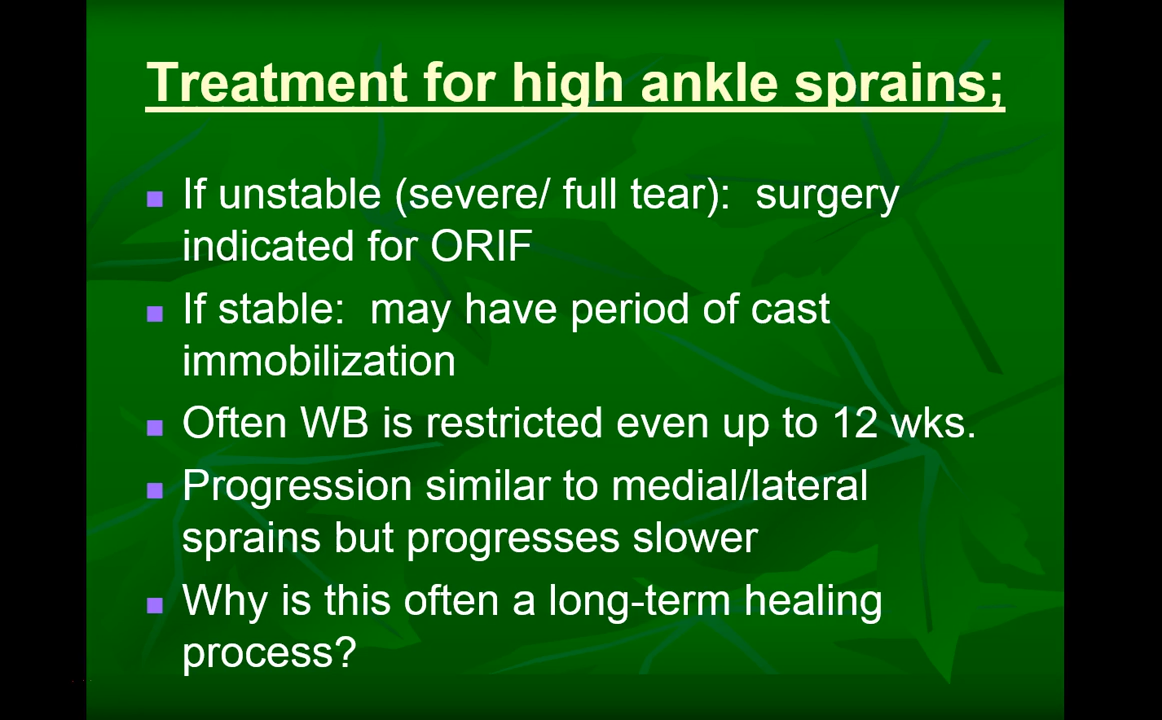 Treatment for high ankle sprains;
If unstable (severe/ full tear):  surgery
indicated for ORIF
If stable:  may have period of cast
immobilization
Often WB is restricted even up to 12 wks.
Progression similar to medial/lateral
sprains but progresses slower
Why is this often a long-term healing
process?